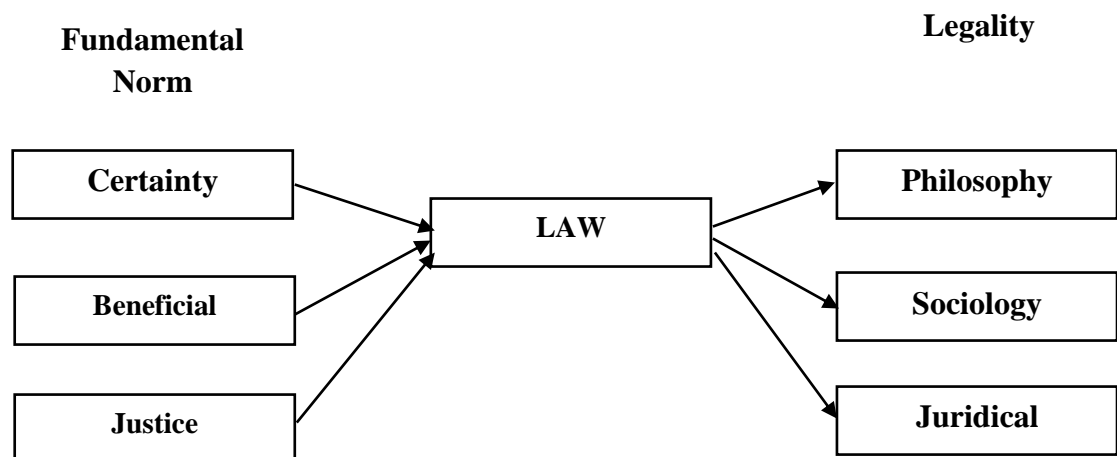 Fundamental
Norm
Legality
Certainty
Philosophy
LAW
Beneficial
Sociology
Justice
Juridical